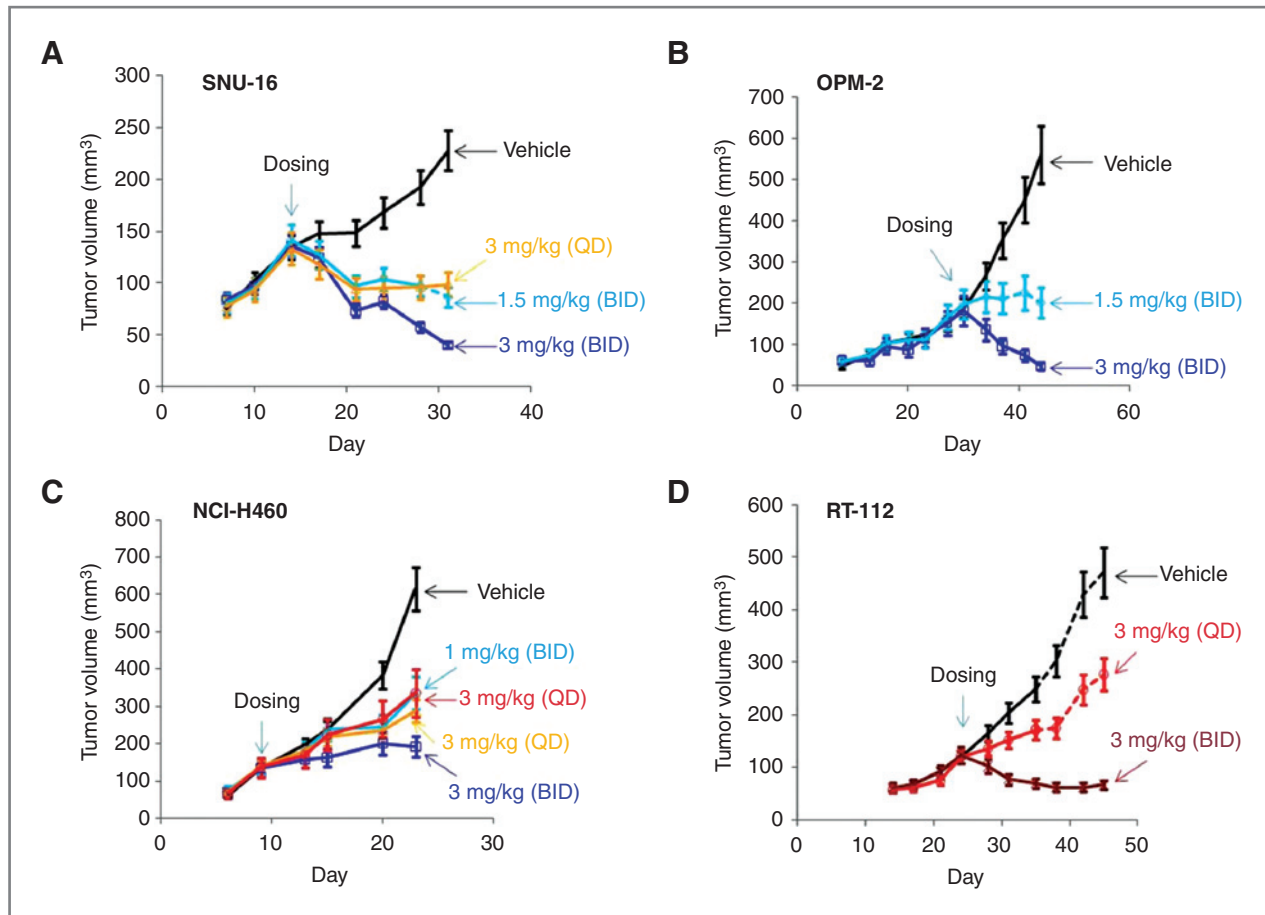 A
SNU-16
Tumor volume (mm³)
300
250
200
150
100
50
0
Dosing
Vehicle
3 mg/kg (QD)
1.5 mg/kg (BID)
3 mg/kg (BID)
0
10
20
30
40
Day
B
OPM-2
Tumor volume (mm³)
700
600
500
400
300
200
100
0
Dosing
Vehicle
1.5 mg/kg (BID)
3 mg/kg (BID)
0
20
40
60
Day
C
NCI-H460
Tumor volume (mm³)
800
700
600
500
400
300
200
100
0
Dosing
Vehicle
1 mg/kg (BID)
3 mg/kg (QD)
3 mg/kg (QD)
3 mg/kg (BID)
0
10
20
30
Day
D
RT-112
Tumor volume (mm³)
600
500
400
300
200
100
0
Dosing
Vehicle
3 mg/kg (QD)
3 mg/kg (BID)
0
10
20
30
40
50
Day